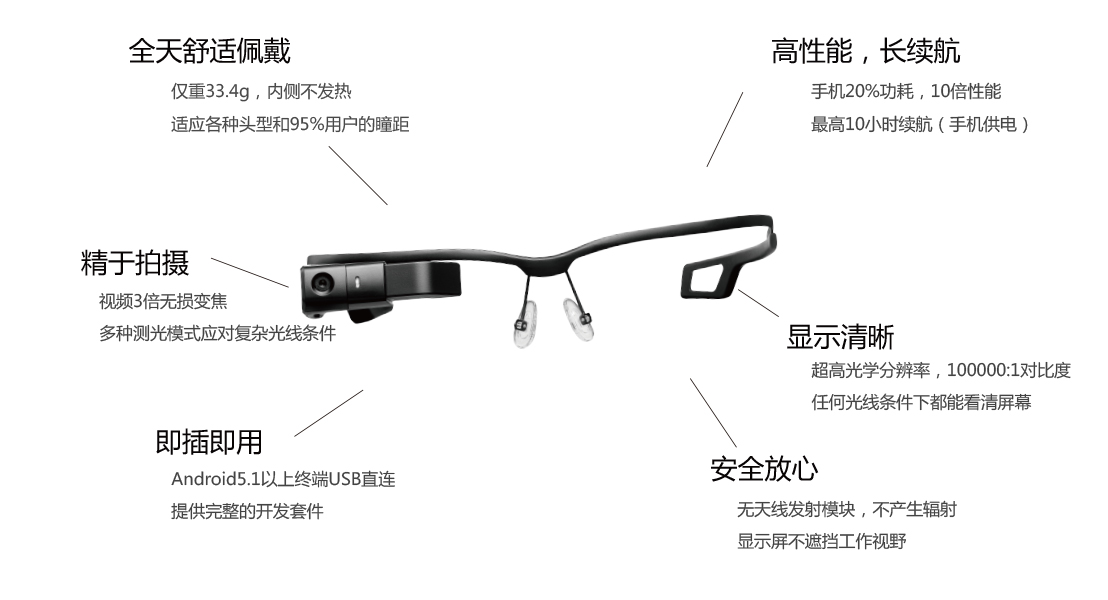 全天舒适佩戴
仅重33.4g，内侧不发热
适应各种头型和95%用户的瞳距
高性能，长续航
手机20%功耗，10倍性能
最高10小时续航（手机供电）
精于拍摄
视频3倍无损变焦
多种测光模式应对复杂光线条件
显示清晰
超高光学分辨率，100000:1对比度
任何光线条件下都能看清屏幕
即插即用
Android5.1以上终端USB直连
提供完整的开发套件
安全放心
无天线发射模块，不产生辐射
显示屏不遮挡工作视野